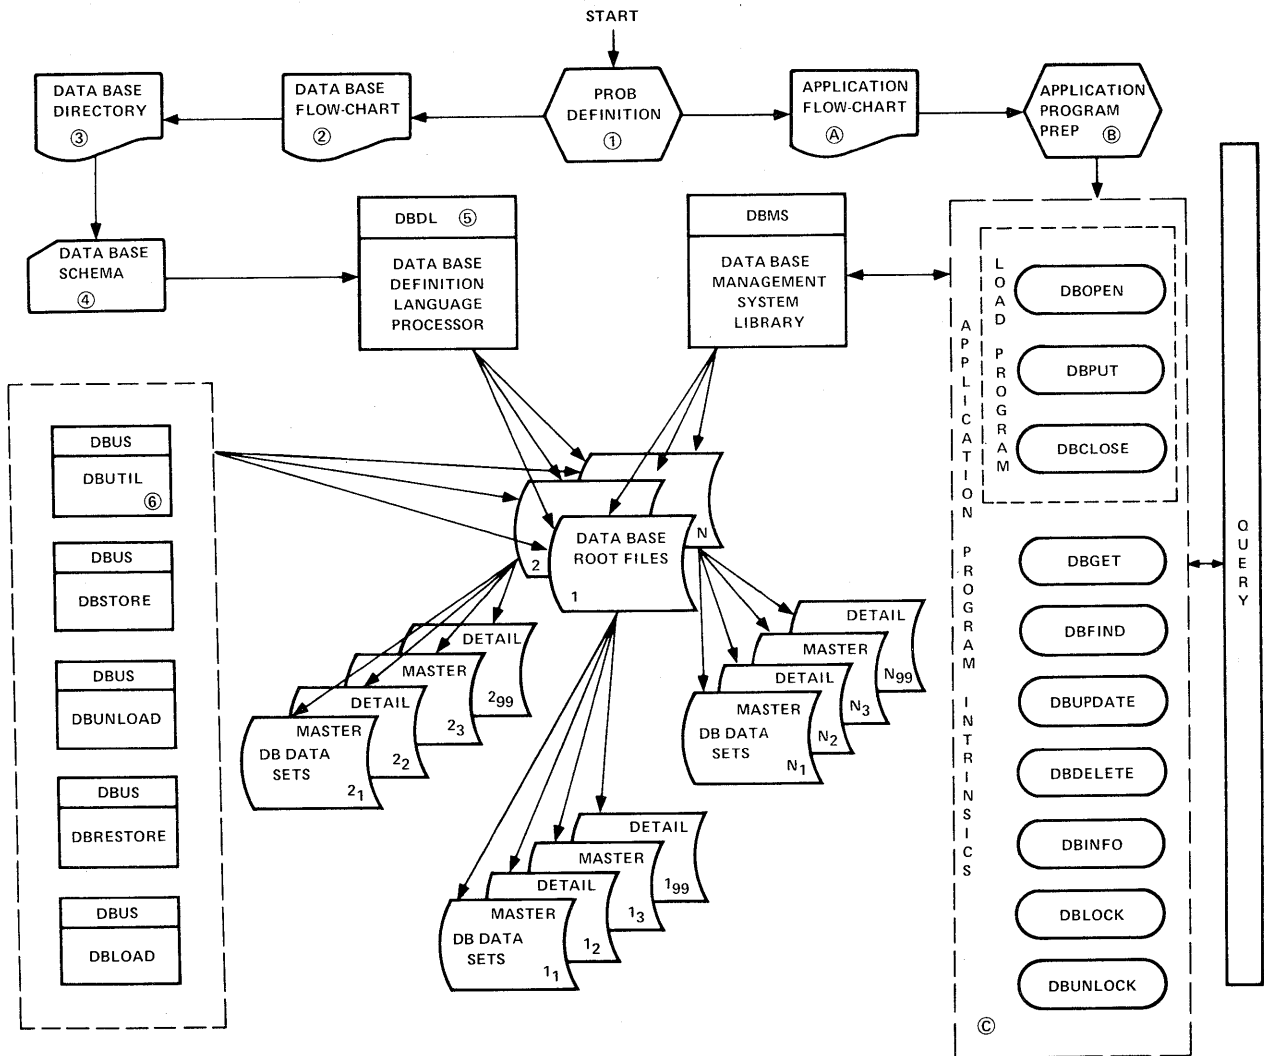 START
DATA BASE
DIRECTORY
③
DATA BASE
FLOW-CHART
②
PROB
DEFINITION
①
APPLICATION
FLOW-CHART
Ⓐ
APPLICATION
PROGRAM
PREP
Ⓑ
DATA BASE
SCHEMA
④
DBDL ⑤
DATA BASE
DEFINITION
LANGUAGE
PROCESSOR
DBMS
DATA BASE
MANAGEMENT
SYSTEM
LIBRARY
LOAD PROGRAM
DBOPEN
DBPUT
DBCLOSE
APPLICATION PROGRAM INTRINSICS
DBGET
DBFIND
DBUPDATE
DBDELETE
DBINFO
DBLOCK
DBUNLOCK
Ⓒ
QUERY
DBUS
DBUTIL
⑥
DBUS
DBSTORE
DBUS
DBUNLOAD
DBUS
DBRESTORE
DBUS
DBLOAD
N
2
DATA BASE
ROOT FILES
1
DETAIL
2₉₉
MASTER
2₃
DETAIL
2₂
MASTER
DB DATA
SETS
2₁
DETAIL
N₉₉
MASTER
N₃
DETAIL
N₂
MASTER
DB DATA
SETS
N₁
DETAIL
1₉₉
MASTER
1₃
DETAIL
1₂
MASTER
DB DATA
SETS
1₁